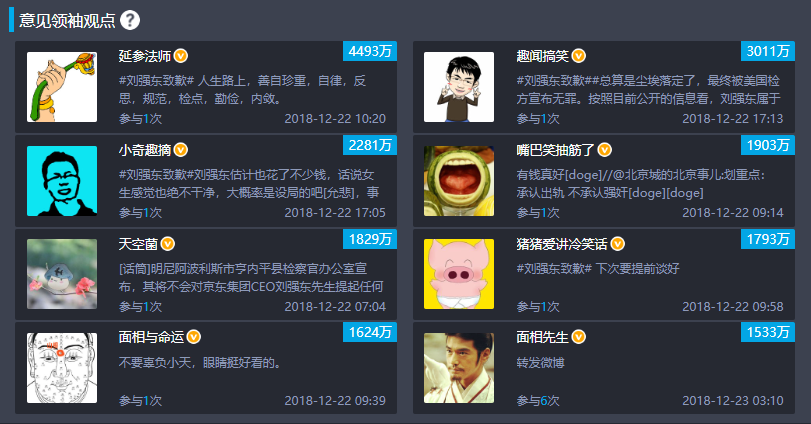 意见领袖观点 ?
延参法师 4493万
#刘强东致歉# 人生路上，善自珍重，自律，反
思，规范，检点，勤俭，内敛。
参与1次 2018-12-22 10:20
趣闻搞笑 3011万
#刘强东致歉##总算是尘埃落定了，最终被美国检
方宣布无罪。按照目前公开的信息看，刘强东属于
参与1次 2018-12-22 17:13
小奇趣摘 2281万
#刘强东致歉#刘强东估计也花了不少钱，话说女
生感觉也绝不干净，大概率是设局的吧[允悲]，事
参与1次 2018-12-22 17:05
嘴巴笑抽筋了 1903万
有钱真好[doge]//@北京城的北京事儿:划重点：
承认出轨 不承认强奸[doge][doge]
参与1次 2018-12-22 09:14
天空菌 1829万
[话筒]明尼阿波利斯市亨内平县检察官办公室宣
布，其将不会对京东集团CEO刘强东先生提起任何
参与1次 2018-12-22 07:04
猪猪爱讲冷笑话 1793万
#刘强东致歉# 下次要提前谈好
参与1次 2018-12-22 09:58
面相与命运 1624万
不要辜负小天，眼睛挺好看的。
参与1次 2018-12-22 09:39
面相先生 1533万
转发微博
参与6次 2018-12-23 03:10